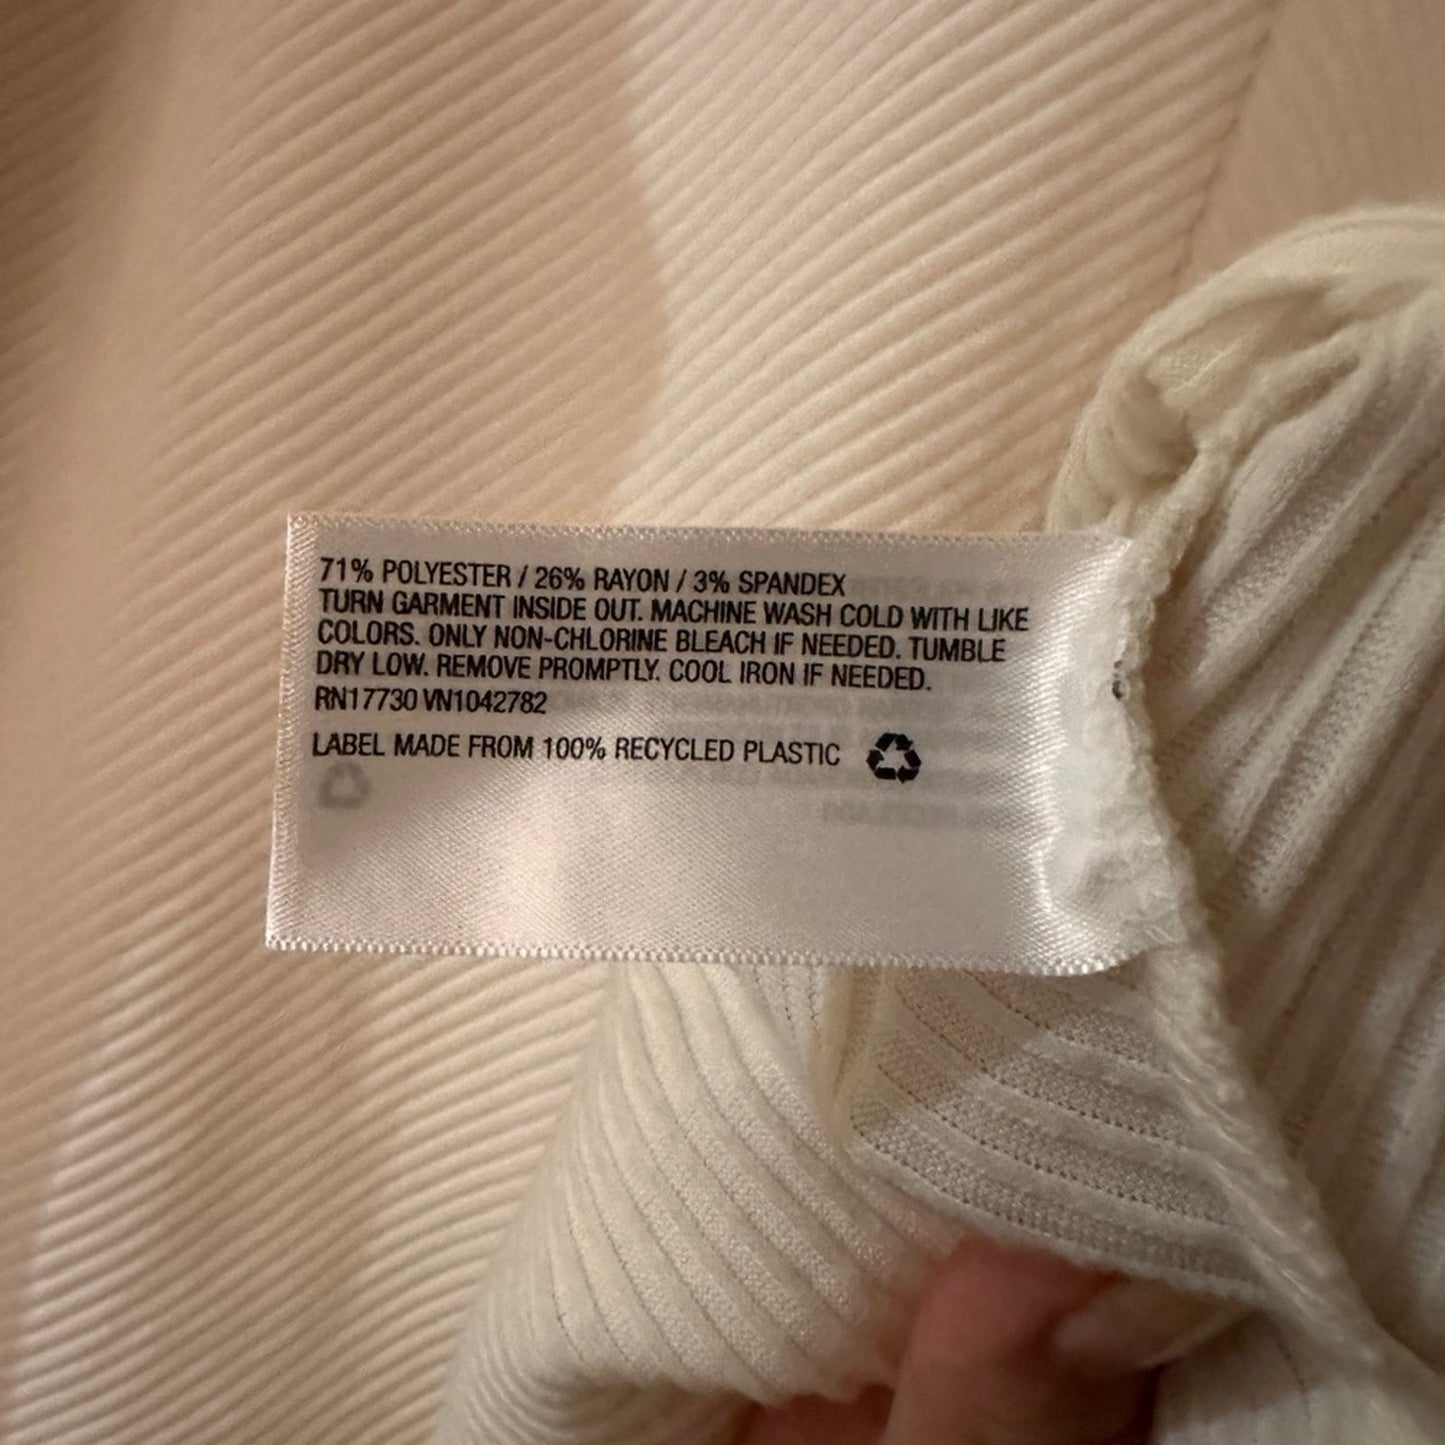 71% POLYESTER / 26% RAYON / 3% SPANDEX
TURN GARMENT INSIDE OUT. MACHINE WASH COLD WITH LIKE
COLORS. ONLY NON-CHLORINE BLEACH IF NEEDED. TUMBLE
DRY LOW. REMOVE PROMPTLY. COOL IRON IF NEEDED.
RN17730 VN1042782
LABEL MADE FROM 100% RECYCLED PLASTIC